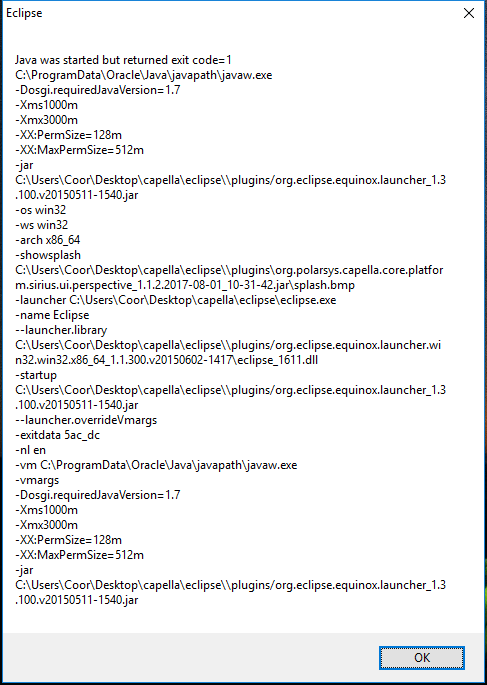 Eclipse
Java was started but returned exit code=1
C:\ProgramData\Oracle\Java\javapath\javaw.exe
-Dosgi.requiredJavaVersion=1.7
-Xms1000m
-Xmx3000m
-XX:PermSize=128m
-XX:MaxPermSize=512m
-jar
C:\Users\Coor\Desktop\capella\eclipse\\plugins/org.eclipse.equinox.launcher_1.3
.100.v20150511-1540.jar
-os win32
-ws win32
-arch x86_64
-showsplash
C:\Users\Coor\Desktop\capella\eclipse\\plugins/org.polarsys.capella.core.platfor
m.sirius.ui.perspective_1.1.2.2017-08-01_10-31-42.jar\splash.bmp
-launcher C:\Users\Coor\Desktop\capella\eclipse\eclipse.exe
-name Eclipse
--launcher.library
C:\Users\Coor\Desktop\capella\eclipse\\plugins/org.eclipse.equinox.launcher.wi
n32.win32.x86_64_1.1.300.v20150602-1417\eclipse_1611.dll
-startup
C:\Users\Coor\Desktop\capella\eclipse\\plugins/org.eclipse.equinox.launcher_1.3
.100.v20150511-1540.jar
--launcher.overrideVmargs
-exitdata 5ac_dc
-nl en
-vm C:\ProgramData\Oracle\Java\javapath\javaw.exe
-vmargs
-Dosgi.requiredJavaVersion=1.7
-Xms1000m
-Xmx3000m
-XX:PermSize=128m
-XX:MaxPermSize=512m
-jar
C:\Users\Coor\Desktop\capella\eclipse\\plugins/org.eclipse.equinox.launcher_1.3
.100.v20150511-1540.jar
OK